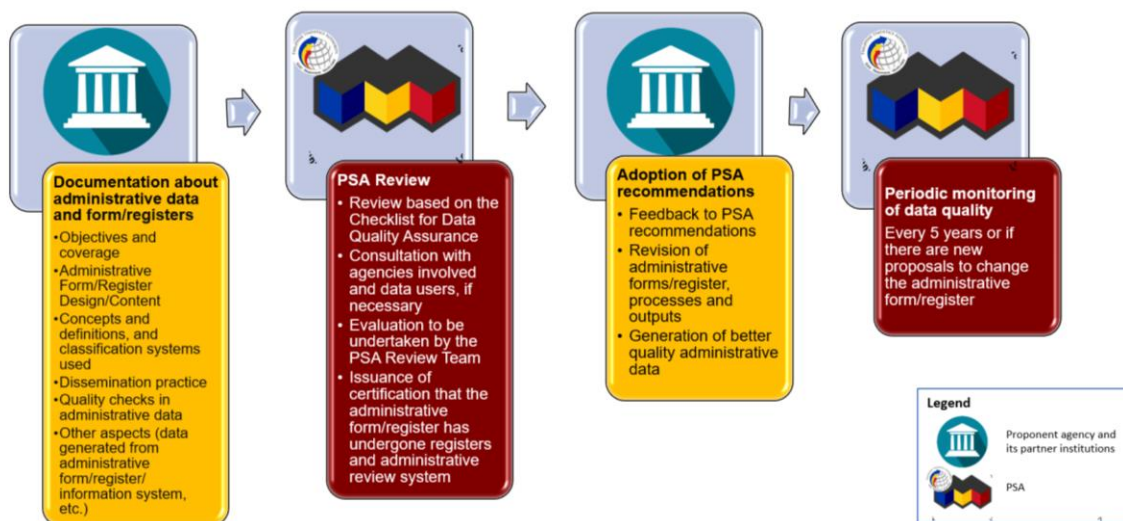 Documentation about
administrative data
and form/registers
•Objectives and
coverage
•Administrative
Form/Register
Design/Content
•Concepts and
definitions, and
classification systems
used
•Dissemination practice
•Quality checks in
administrative data
•Other aspects (data
generated from
administrative
form/register/
information system,
etc.)
PSA Review
• Review based on the
Checklist for Data
Quality Assurance
• Consultation with
agencies involved
and data users, if
necessary
• Evaluation to be
undertaken by the
PSA Review Team
• Issuance of
certification that the
administrative
form/register has
undergone registers
and administrative
review system
Adoption of PSA
recommendations
• Feedback to PSA
recommendations
• Revision of
administrative
forms/register,
processes and
outputs
• Generation of better
quality administrative
data
Periodic monitoring
of data quality
Every 5 years or if
there are new
proposals to change
the administrative
form/register
Legend
Proponent agency and
its partner institutions
PSA